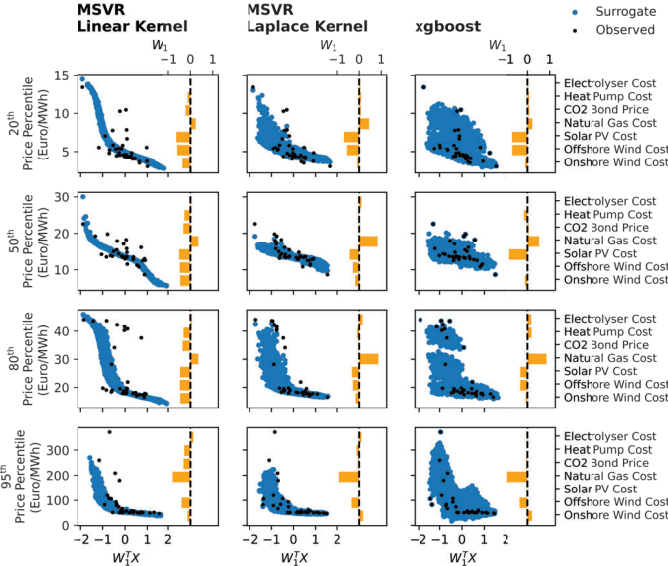 MSVR
Linear Kernel
MSVR
Laplace Kernel
xgboost
Surrogate
Observed
W1
−1 0 1
W1
−1 0 1
W1
−1 0 1
20th
Price Percentile
(Euro/MWh)
15
10
5
Electrolyser Cost
Heat Pump Cost
CO2 Bond Price
Natural Gas Cost
Solar PV Cost
Offshore Wind Cost
Onshore Wind Cost
50th
Price Percentile
(Euro/MWh)
30
20
10
Electrolyser Cost
Heat Pump Cost
CO2 Bond Price
Natural Gas Cost
Solar PV Cost
Offshore Wind Cost
Onshore Wind Cost
80th
Price Percentile
(Euro/MWh)
40
30
20
Electrolyser Cost
Heat Pump Cost
CO2 Bond Price
Natural Gas Cost
Solar PV Cost
Offshore Wind Cost
Onshore Wind Cost
95th
Price Percentile
(Euro/MWh)
300
200
100
0
Electrolyser Cost
Heat Pump Cost
CO2 Bond Price
Natural Gas Cost
Solar PV Cost
Offshore Wind Cost
Onshore Wind Cost
−2 −1 0 1 2
−2 −1 0 1 2
−2 −1 0 1 2
W1TX
W1TX
W1TX